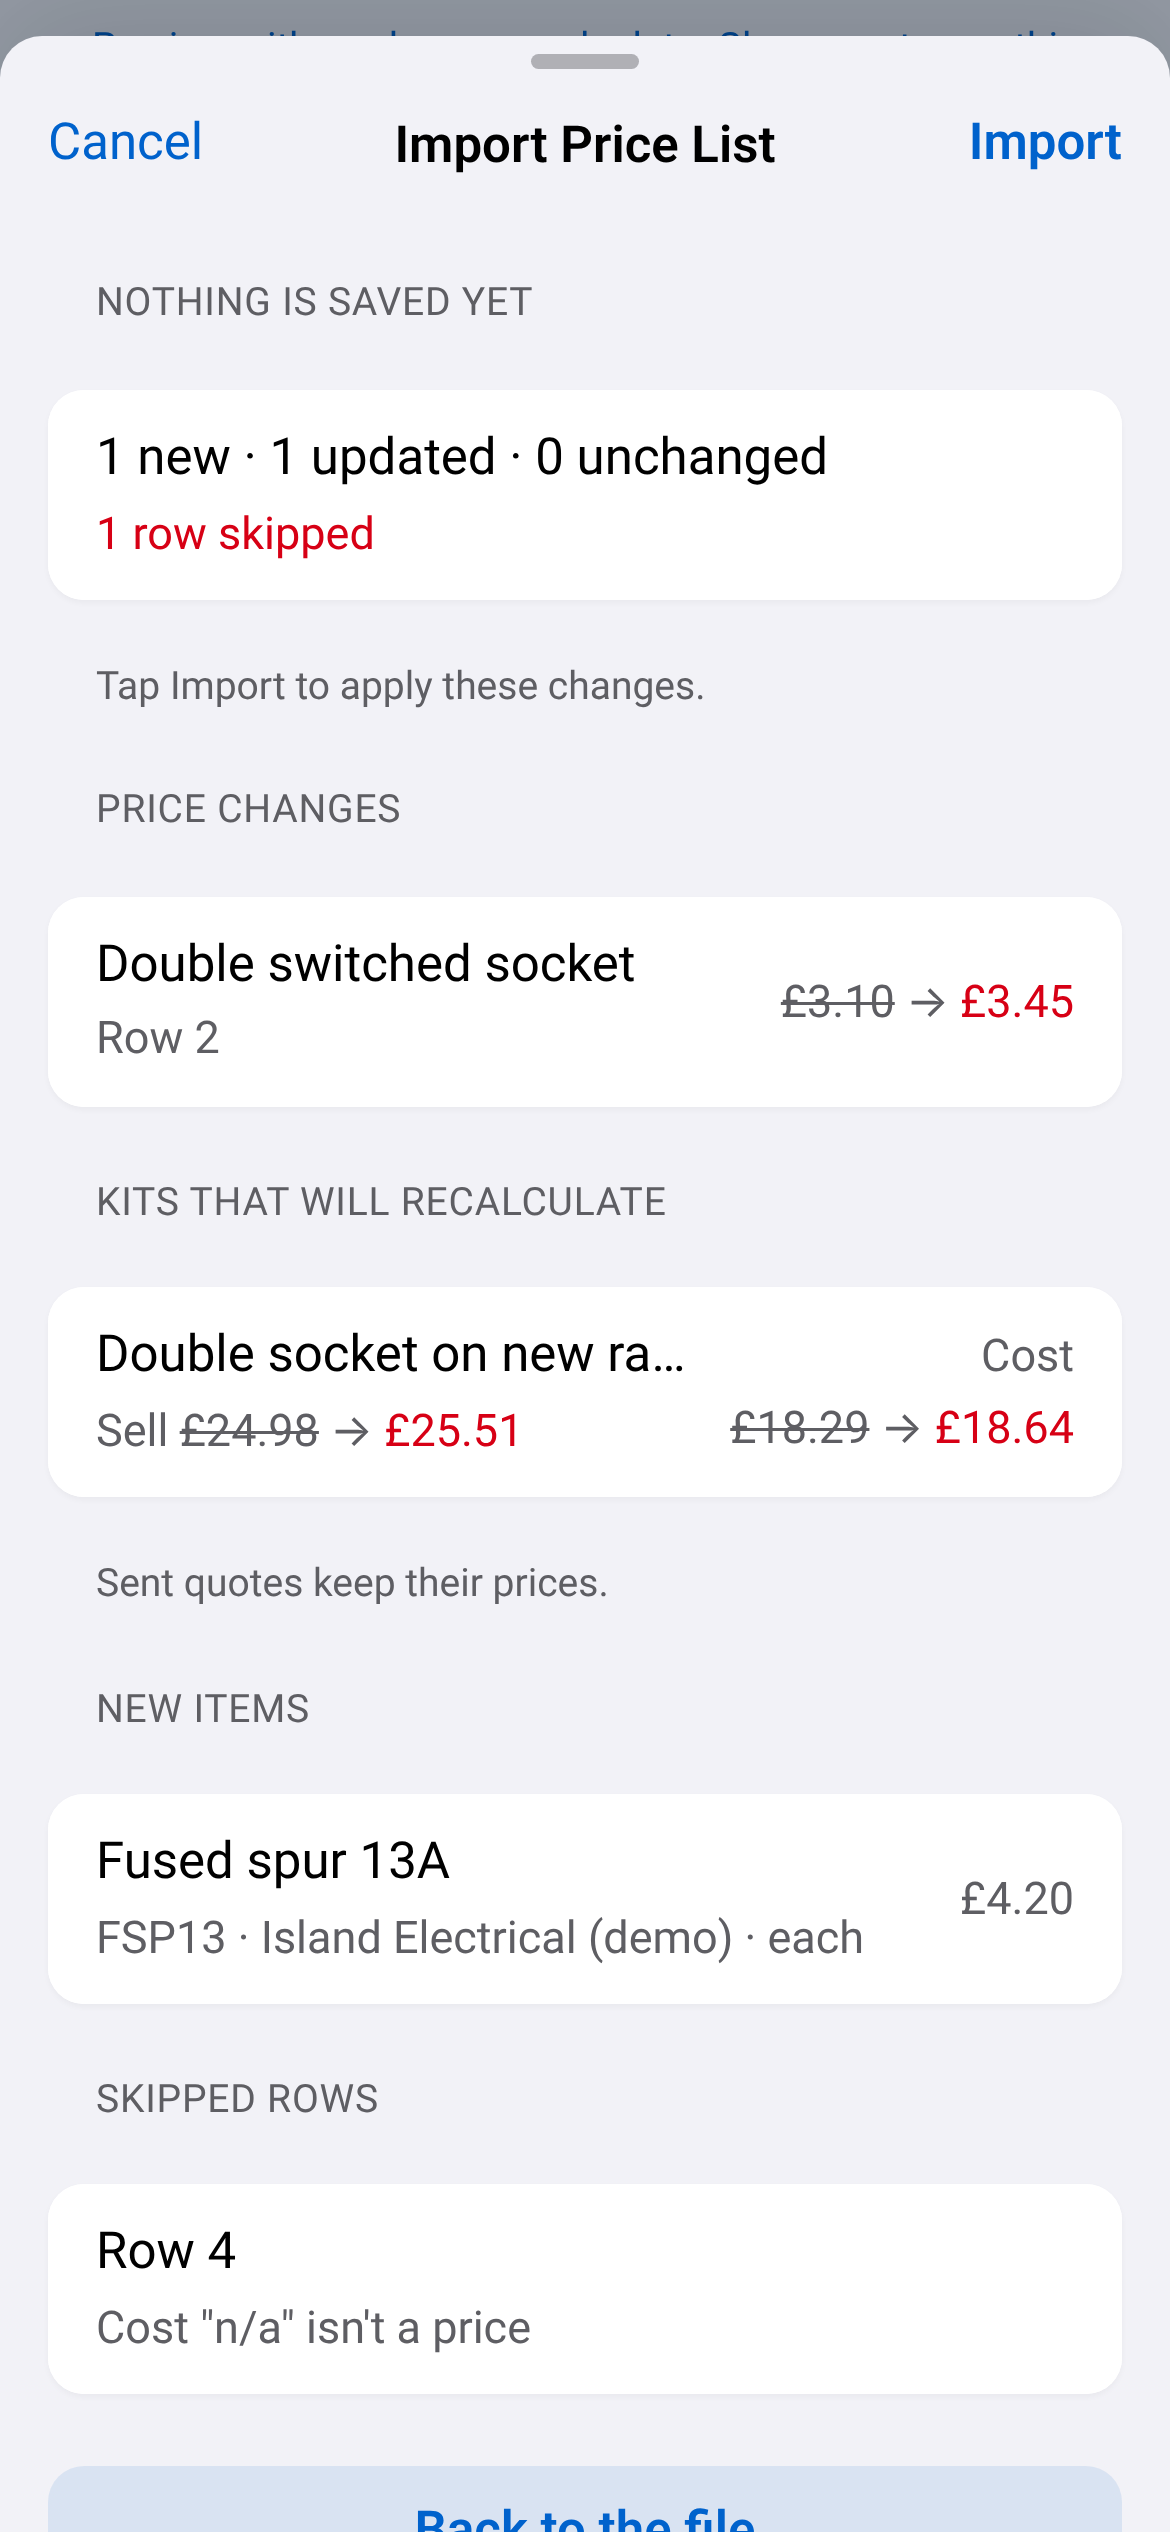 Cancel
Import Price List
Import
NOTHING IS SAVED YET
1 new · 1 updated · 0 unchanged
1 row skipped
Tap Import to apply these changes.
PRICE CHANGES
Double switched socket
Row 2
£3.10 → £3.45
KITS THAT WILL RECALCULATE
Double socket on new ra...
Cost
Sell £24.98 → £25.51
£18.29 → £18.64
Sent quotes keep their prices.
NEW ITEMS
Fused spur 13A
FSP13 · Island Electrical (demo) · each
£4.20
SKIPPED ROWS
Row 4
Cost "n/a" isn't a price
Back to the file